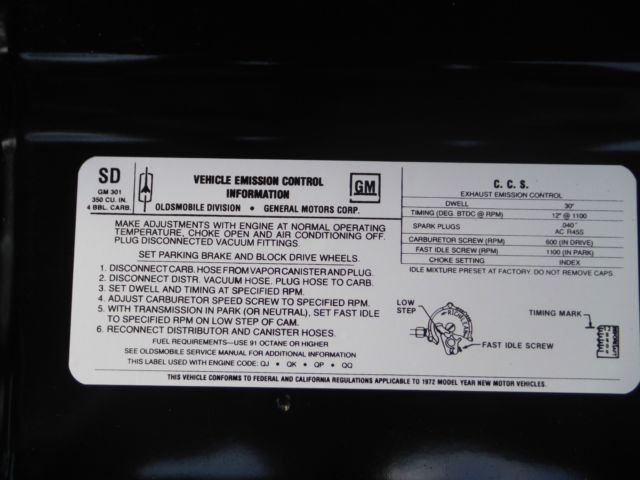 SD
GM 301
350 CU. IN.
4 BBL. CARB.
VEHICLE EMISSION CONTROL
INFORMATION
OLDSMOBILE DIVISION • GENERAL MOTORS CORP.
GM
MAKE ADJUSTMENTS WITH ENGINE AT NORMAL OPERATING
TEMPERATURE, CHOKE OPEN AND AIR CONDITIONING OFF.
PLUG DISCONNECTED VACUUM FITTINGS.
SET PARKING BRAKE AND BLOCK DRIVE WHEELS.
1. DISCONNECT CARB. HOSE FROM VAPOR CANISTER AND PLUG.
2. DISCONNECT DISTR. VACUUM HOSE. PLUG HOSE TO CARB.
3. SET DWELL AND TIMING AT SPECIFIED RPM.
4. ADJUST CARBURETOR SPEED SCREW TO SPECIFIED RPM.
5. WITH TRANSMISSION IN PARK (OR NEUTRAL), SET FAST IDLE
TO SPECIFIED RPM ON LOW STEP OF CAM.
6. RECONNECT DISTRIBUTOR AND CANISTER HOSES.
FUEL REQUIREMENTS—USE 91 OCTANE OR HIGHER
SEE OLDSMOBILE SERVICE MANUAL FOR ADDITIONAL INFORMATION
THIS LABEL USED WITH ENGINE CODE: QJ • QK • QP • QQ
C. C. S.
EXHAUST EMISSION CONTROL
DWELL 30°
TIMING (DEG. BTDC @ RPM) 12° @ 1100
SPARK PLUGS .040"
AC R45S
CARBURETOR SCREW (RPM) 600 (IN DRIVE)
FAST IDLE SCREW (RPM) 1100 (IN PARK)
CHOKE SETTING INDEX
IDLE MIXTURE PRESET AT FACTORY. DO NOT REMOVE CAPS.
LOW
STEP
RICH LEAN
FAST IDLE SCREW
TIMING MARK
THIS VEHICLE CONFORMS TO FEDERAL AND CALIFORNIA REGULATIONS APPLICABLE TO 1972 MODEL YEAR NEW MOTOR VEHICLES.